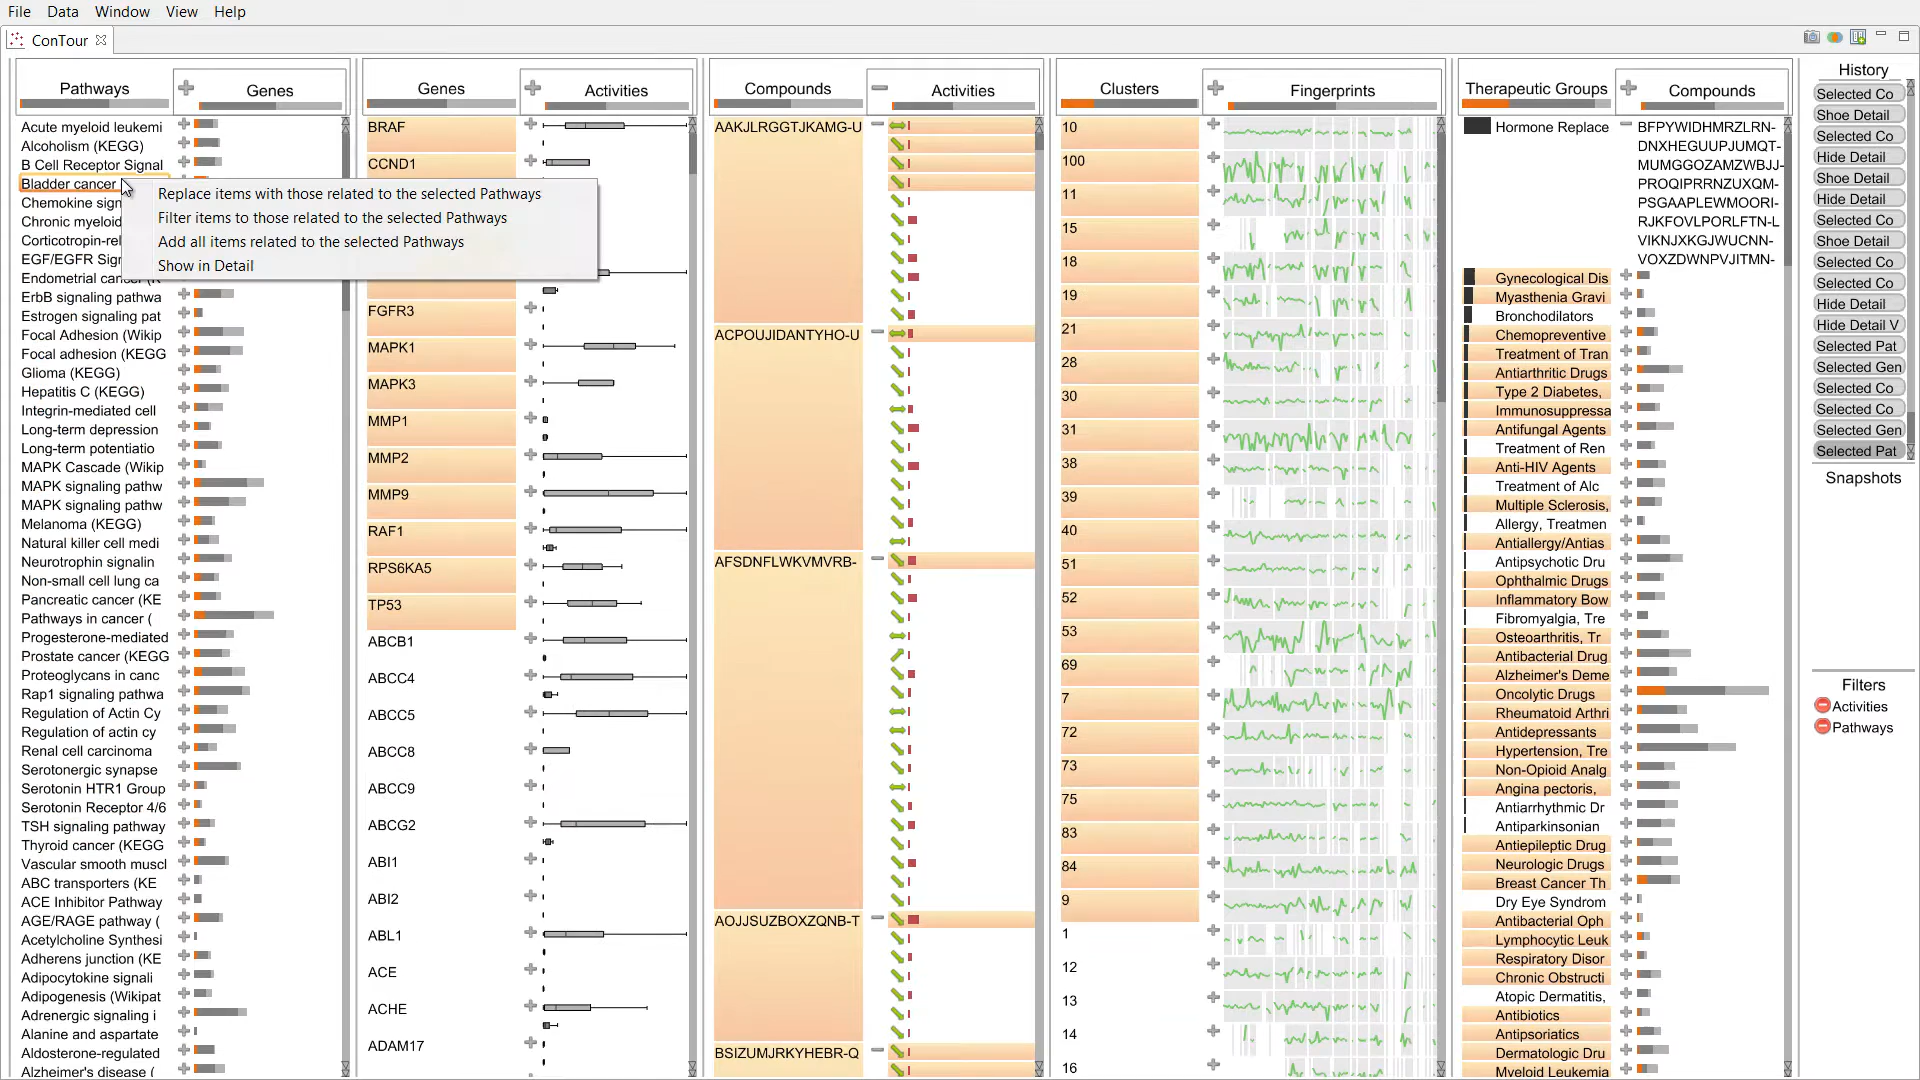 File Data Window View Help
ConTour
Pathways
Genes
Acute myeloid leukemi
Alcoholism (KEGG)
B Cell Receptor Signal
Bladder cancer
Chemokine sign
Chronic myeloid
Corticotropin-rel
EGF/EGFR Sign
Endometrial cancer (K
ErbB signaling pathwa
Estrogen signaling pat
Focal Adhesion (Wikip
Focal adhesion (KEGG
Glioma (KEGG)
Hepatitis C (KEGG)
Integrin-mediated cell
Long-term depression
Long-term potentiatio
MAPK Cascade (Wikip
MAPK signaling pathw
MAPK signaling pathw
Melanoma (KEGG)
Natural killer cell medi
Neurotrophin signalin
Non-small cell lung ca
Pancreatic cancer (KE
Pathways in cancer (
Progesterone-mediated
Prostate cancer (KEGG
Proteoglycans in canc
Rap1 signaling pathwa
Regulation of Actin Cy
Regulation of actin cy
Renal cell carcinoma
Serotonergic synapse
Serotonin HTR1 Group
Serotonin Receptor 4/6
TSH signaling pathway
Thyroid cancer (KEGG
Vascular smooth muscl
ABC transporters (KE
ACE Inhibitor Pathway
AGE/RAGE pathway (
Acetylcholine Synthesi
Adherens junction (KE
Adipocytokine signali
Adipogenesis (Wikipat
Adrenergic signaling i
Alanine and aspartate
Aldosterone-regulated
Alzheimer's disease (
Replace items with those related to the selected Pathways
Filter items to those related to the selected Pathways
Add all items related to the selected Pathways
Show in Detail
Genes
Activities
BRAF
CCND1
FGFR3
MAPK1
MAPK3
MMP1
MMP2
MMP9
RAF1
RPS6KA5
TP53
ABCB1
ABCC4
ABCC5
ABCC8
ABCC9
ABCG2
ABI1
ABI2
ABL1
ACE
ACHE
ADAM17
Compounds
Activities
AAKJLRGGTJKAMG-U
ACPOUJIDANTYHO-U
AFSDNFLWKVMVRB-
AOJJSUZBOXZQNB-T
BSIZUMJRKYHEBR-Q
Clusters
Fingerprints
10
100
11
15
18
19
21
28
30
31
38
39
40
51
52
53
69
7
72
73
75
83
84
9
1
12
13
14
16
Therapeutic Groups
Compounds
Hormone Replace
Gynecological Dis
Myasthenia Gravi
Bronchodilators
Chemopreventive
Treatment of Tran
Antiarthritic Drugs
Type 2 Diabetes,
Immunosuppressa
Antifungal Agents
Treatment of Ren
Anti-HIV Agents
Treatment of Alc
Multiple Sclerosis,
Allergy, Treatmen
Antiallergy/Antias
Antipsychotic Dru
Ophthalmic Drugs
Inflammatory Bow
Fibromyalgia, Tre
Osteoarthritis, Tr
Antibacterial Drug
Alzheimer's Deme
Oncolytic Drugs
Rheumatoid Arthri
Antidepressants
Hypertension, Tre
Non-Opioid Analg
Angina pectoris,
Antiarrhythmic Dr
Antiparkinsonian
Antiepileptic Drug
Neurologic Drugs
Breast Cancer Th
Dry Eye Syndrom
Antibacterial Oph
Lymphocytic Leuk
Respiratory Disor
Chronic Obstructi
Atopic Dermatitis,
Antibiotics
Antipsoriatics
Dermatologic Dru
Myeloid Leukemia
BFPYWIDHMRZLRN-
DNXHEGUUPJUMQT-
MUMGGOZAMZWBJJ-
PROQIPRRNZUXQM-
PSGAAPLEWMOORI-
RJKFOVLPORLFTN-L
VIKNJXKGJWUCNN-
VOXZDWNPVJITMN-
History
Selected Co
Shoe Detail
Selected Co
Hide Detail
Shoe Detail
Hide Detail
Selected Co
Shoe Detail
Selected Co
Selected Co
Hide Detail
Hide Detail V
Selected Pat
Selected Gen
Selected Co
Selected Co
Selected Gen
Selected Pat
Snapshots
Filters
Activities
Pathways